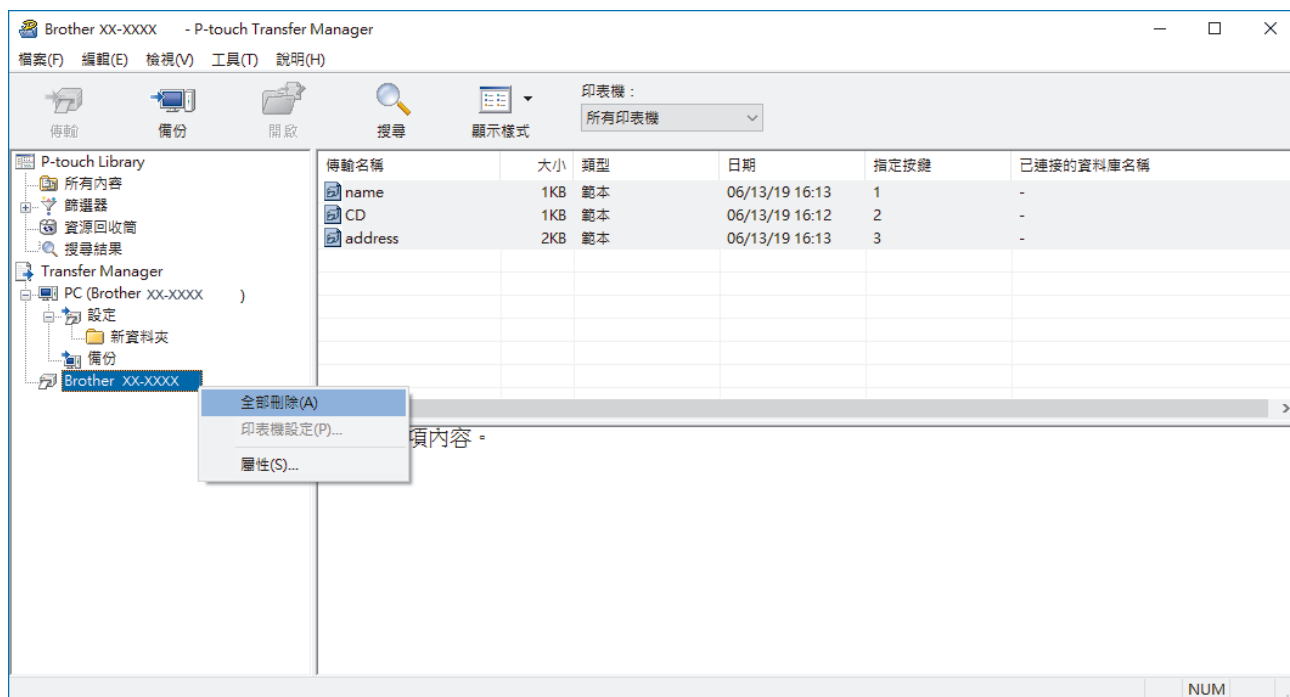 Brother XX-XXXX - P-touch Transfer Manager
檔案(F) 編輯(E) 檢視(V) 工具(T) 說明(H)
傳輸 備份 開啟 搜尋 顯示樣式
印表機：
所有印表機
P-touch Library
所有內容
篩選器
資源回收筒
搜尋結果
Transfer Manager
PC (Brother XX-XXXX )
設定
新資料夾
備份
Brother XX-XXXX
傳輸名稱 大小 類型 日期 指定按鍵 已連接的資料庫名稱
name 1KB 範本 06/13/19 16:13 1 -
CD 1KB 範本 06/13/19 16:12 2 -
address 2KB 範本 06/13/19 16:13 3 -
全部刪除(A)
印表機設定(P)...
屬性(S)...
項內容。
NUM